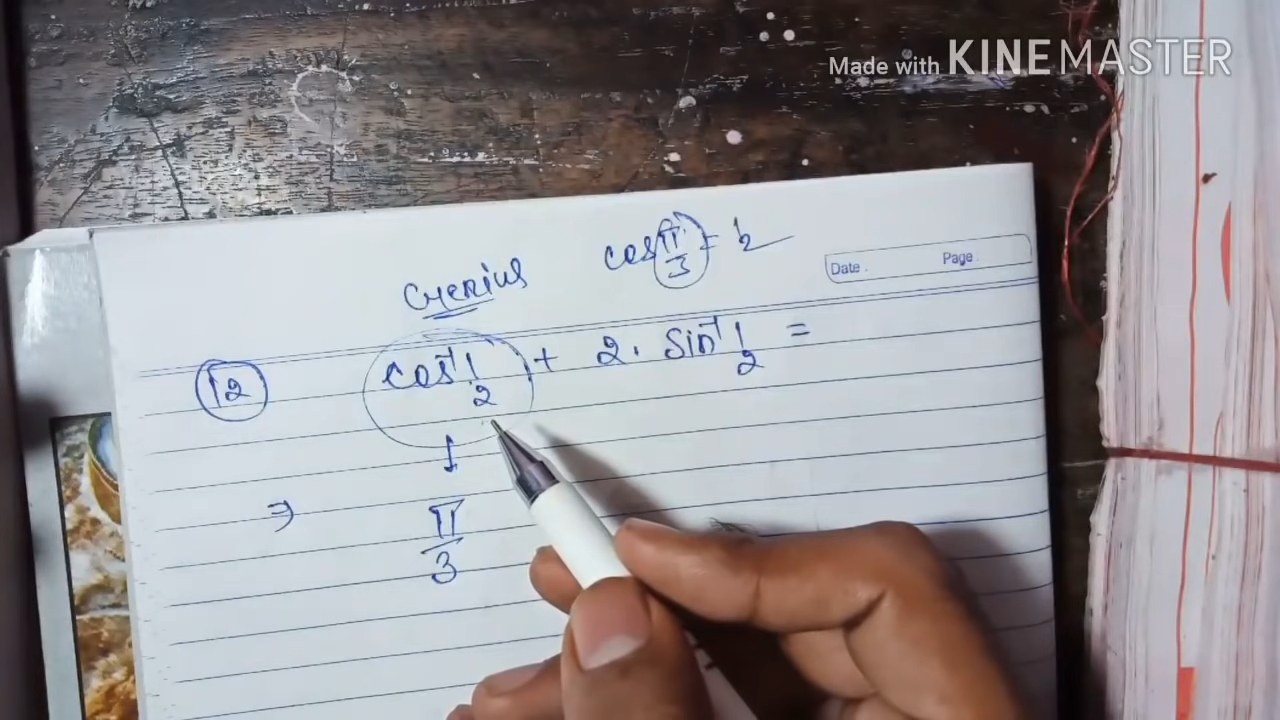 Made with KINEMASTER
cos π/3 = 1/2
Genius
Date . Page .
12 cos⁻¹ 1/2 + 2. sin⁻¹ 1/2 =
↓
⇒ π/3